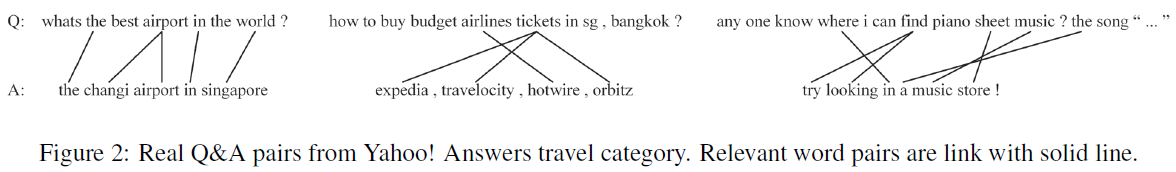 Q: whats the best airport in the world ? how to buy budget airlines tickets in sg , bangkok ? any one know where i can find piano sheet music ? the song “ ... ”
A: the changi airport in singapore expedia , travelocity , hotwire , orbitz try looking in a music store !
Figure 2: Real Q&A pairs from Yahoo! Answers travel category. Relevant word pairs are link with solid line.